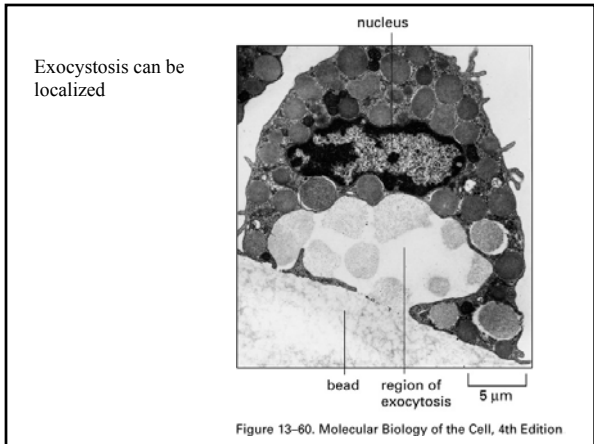 Exocystosis can be
localized
nucleus
bead
region of
exocytosis
5 μm
Figure 13–60. Molecular Biology of the Cell, 4th Edition